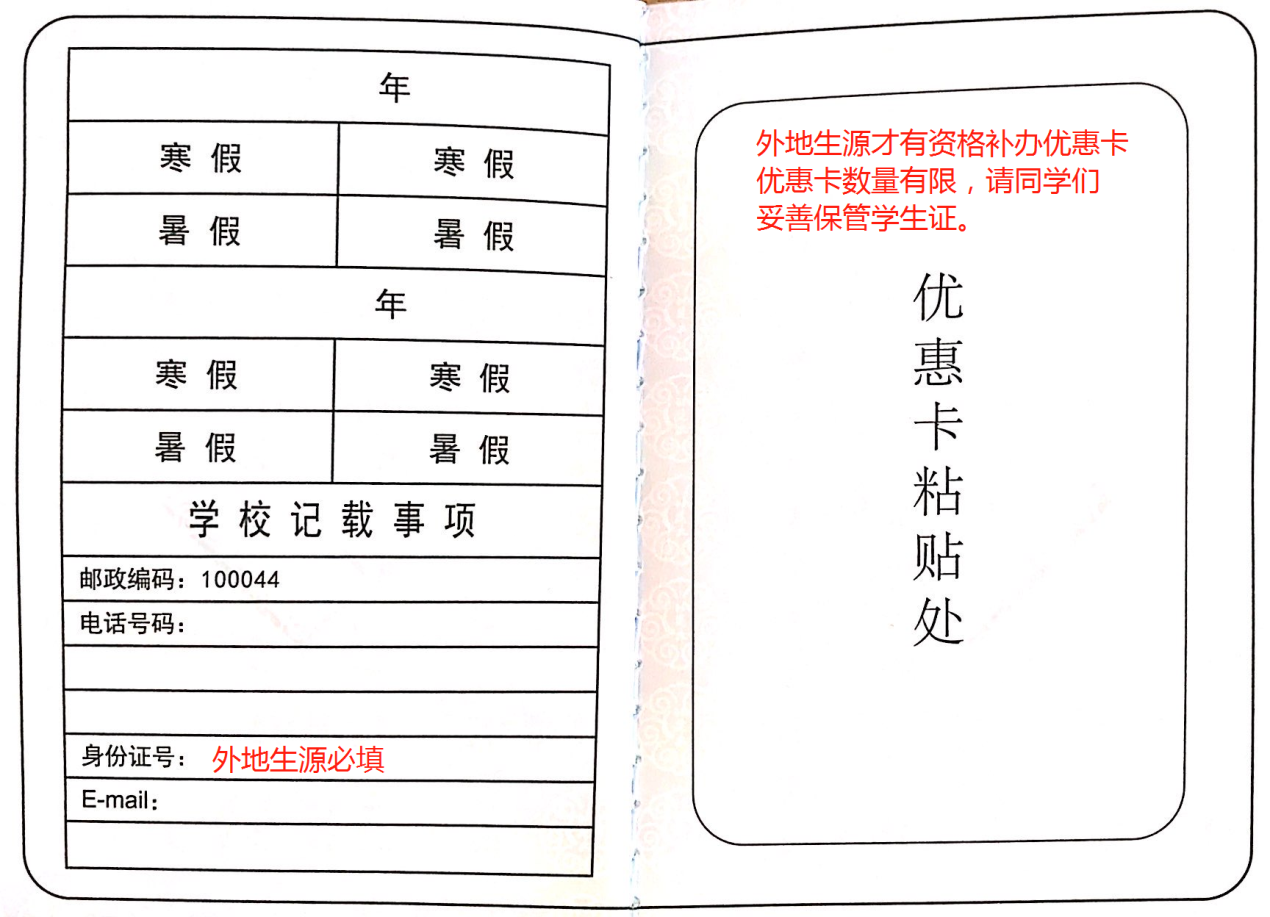 年
寒 假 寒 假
暑 假 暑 假
年
寒 假 寒 假
暑 假 暑 假
学 校 记 载 事 项
邮政编码：100044
电话号码：
身份证号： 外地生源必填
E-mail：
外地生源才有资格补办优惠卡
优惠卡数量有限，请同学们
妥善保管学生证。
优惠卡粘贴处